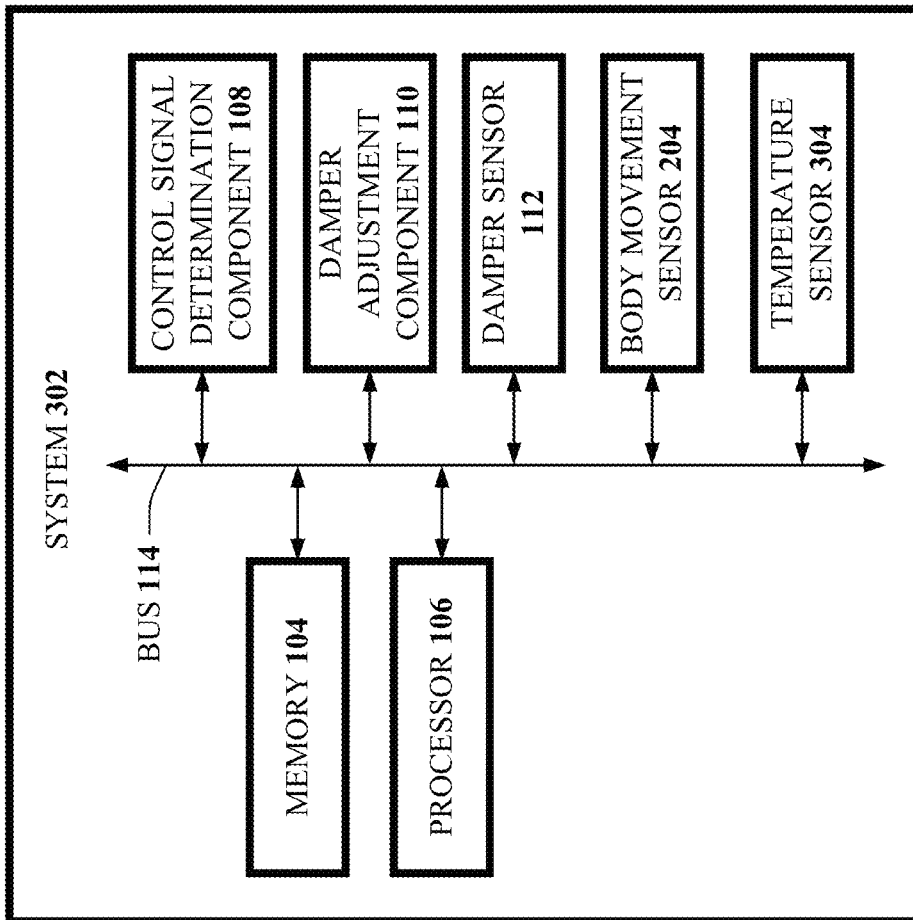 SYSTEM 302
BUS 114
MEMORY 104
PROCESSOR 106
CONTROL SIGNAL
DETERMINATION
COMPONENT 108
DAMPER
ADJUSTMENT
COMPONENT 110
DAMPER SENSOR
112
BODY MOVEMENT
SENSOR 204
TEMPERATURE
SENSOR 304